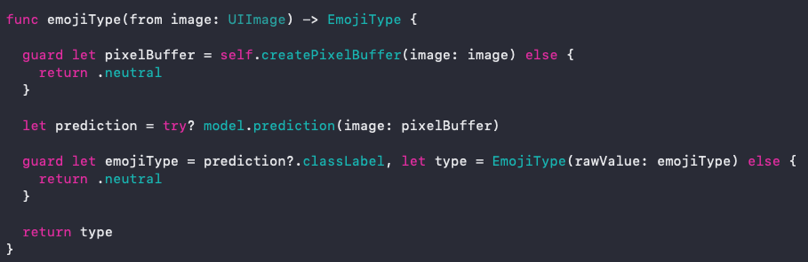 func emojiType(from image: UIImage) -> EmojiType {
guard let pixelBuffer = self.createPixelBuffer(image: image) else {
return .neutral
}
let prediction = try? model.prediction(image: pixelBuffer)
guard let emojiType = prediction?.classLabel, let type = EmojiType(rawValue: emojiType) else {
return .neutral
}
return type
}